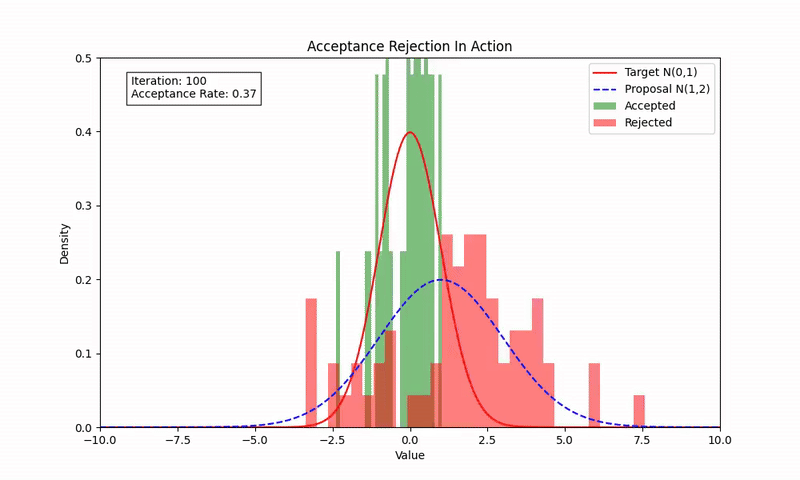 Acceptance Rejection In Action
Iteration: 100
Acceptance Rate: 0.37
Target N(0,1)
Proposal N(1,2)
Accepted
Rejected
0.5
0.4
0.3
0.2
0.1
0.0
Density
−10.0 −7.5 −5.0 −2.5 0.0 2.5 5.0 7.5 10.0
Value